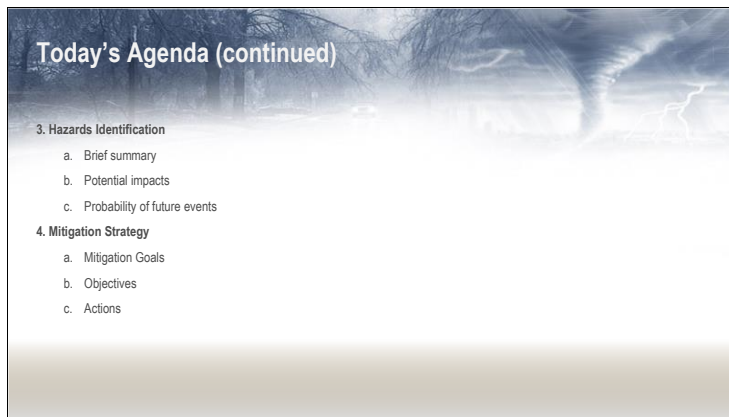 Today's Agenda (continued)
3. Hazards Identification
a. Brief summary
b. Potential impacts
c. Probability of future events
4. Mitigation Strategy
a. Mitigation Goals
b. Objectives
c. Actions